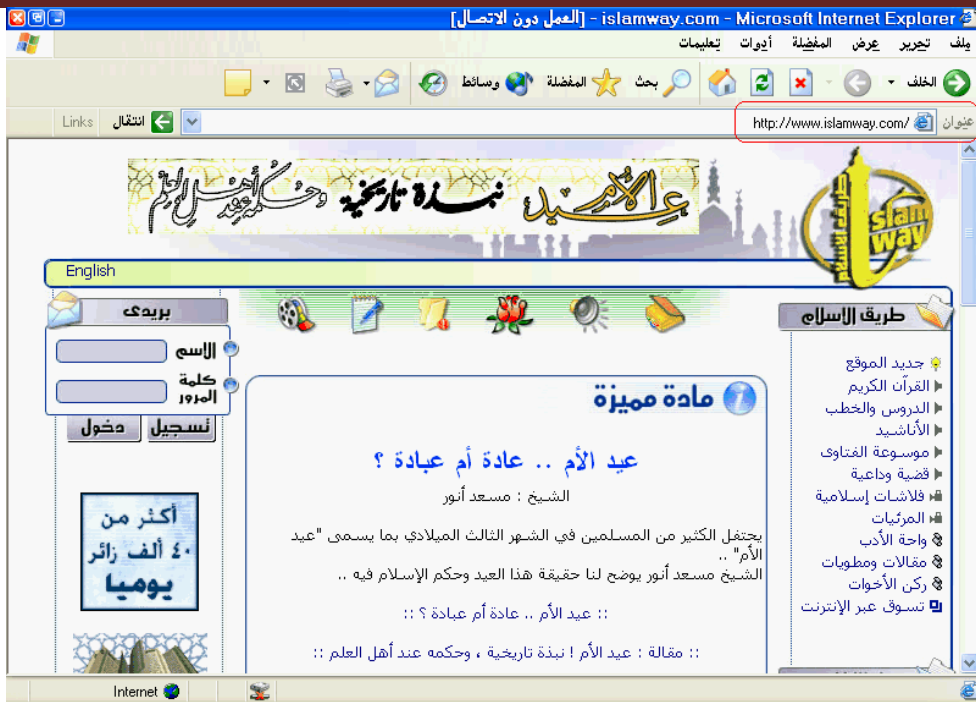 [العمل دون الاتصال] - islamway.com - Microsoft Internet Explorer
ملف تحرير عرض المفضلة أدوات تعليمات
الخلف بحث المفضلة وسائط
عنوان http://www.islamway.com/ انتقال Links
عيد الأم نبذة تاريخية وحكمه عند أهل العلم
Islam Way
طريق الإسلام
English
طريق الإسلام
جديد الموقع
القرآن الكريم
الدروس والخطب
الأناشيد
موسوعة الفتاوى
قضية وداعية
فلاشات إسلامية
المرئيات
واحة الأدب
مقالات ومطويات
ركن الأخوات
تسوق عبر الإنترنت
مادة مميزة
عيد الأم .. عادة أم عبادة ؟
الشيخ : مسعد أنور
يحتفل الكثير من المسلمين في الشهر الثالث الميلادي بما يسمى "عيد
الأم" ..
الشيخ مسعد أنور يوضح لنا حقيقة هذا العيد وحكم الإسلام فيه ..
:: عيد الأم .. عادة أم عبادة ؟ ::
:: مقالة : عيد الأم ! نبذة تاريخية ، وحكمه عند أهل العلم ::
بريدى
الاسم
كلمة
المرور
تسجيل دخول
أكثر من
٤٠ ألف زائر
يوميا
Internet